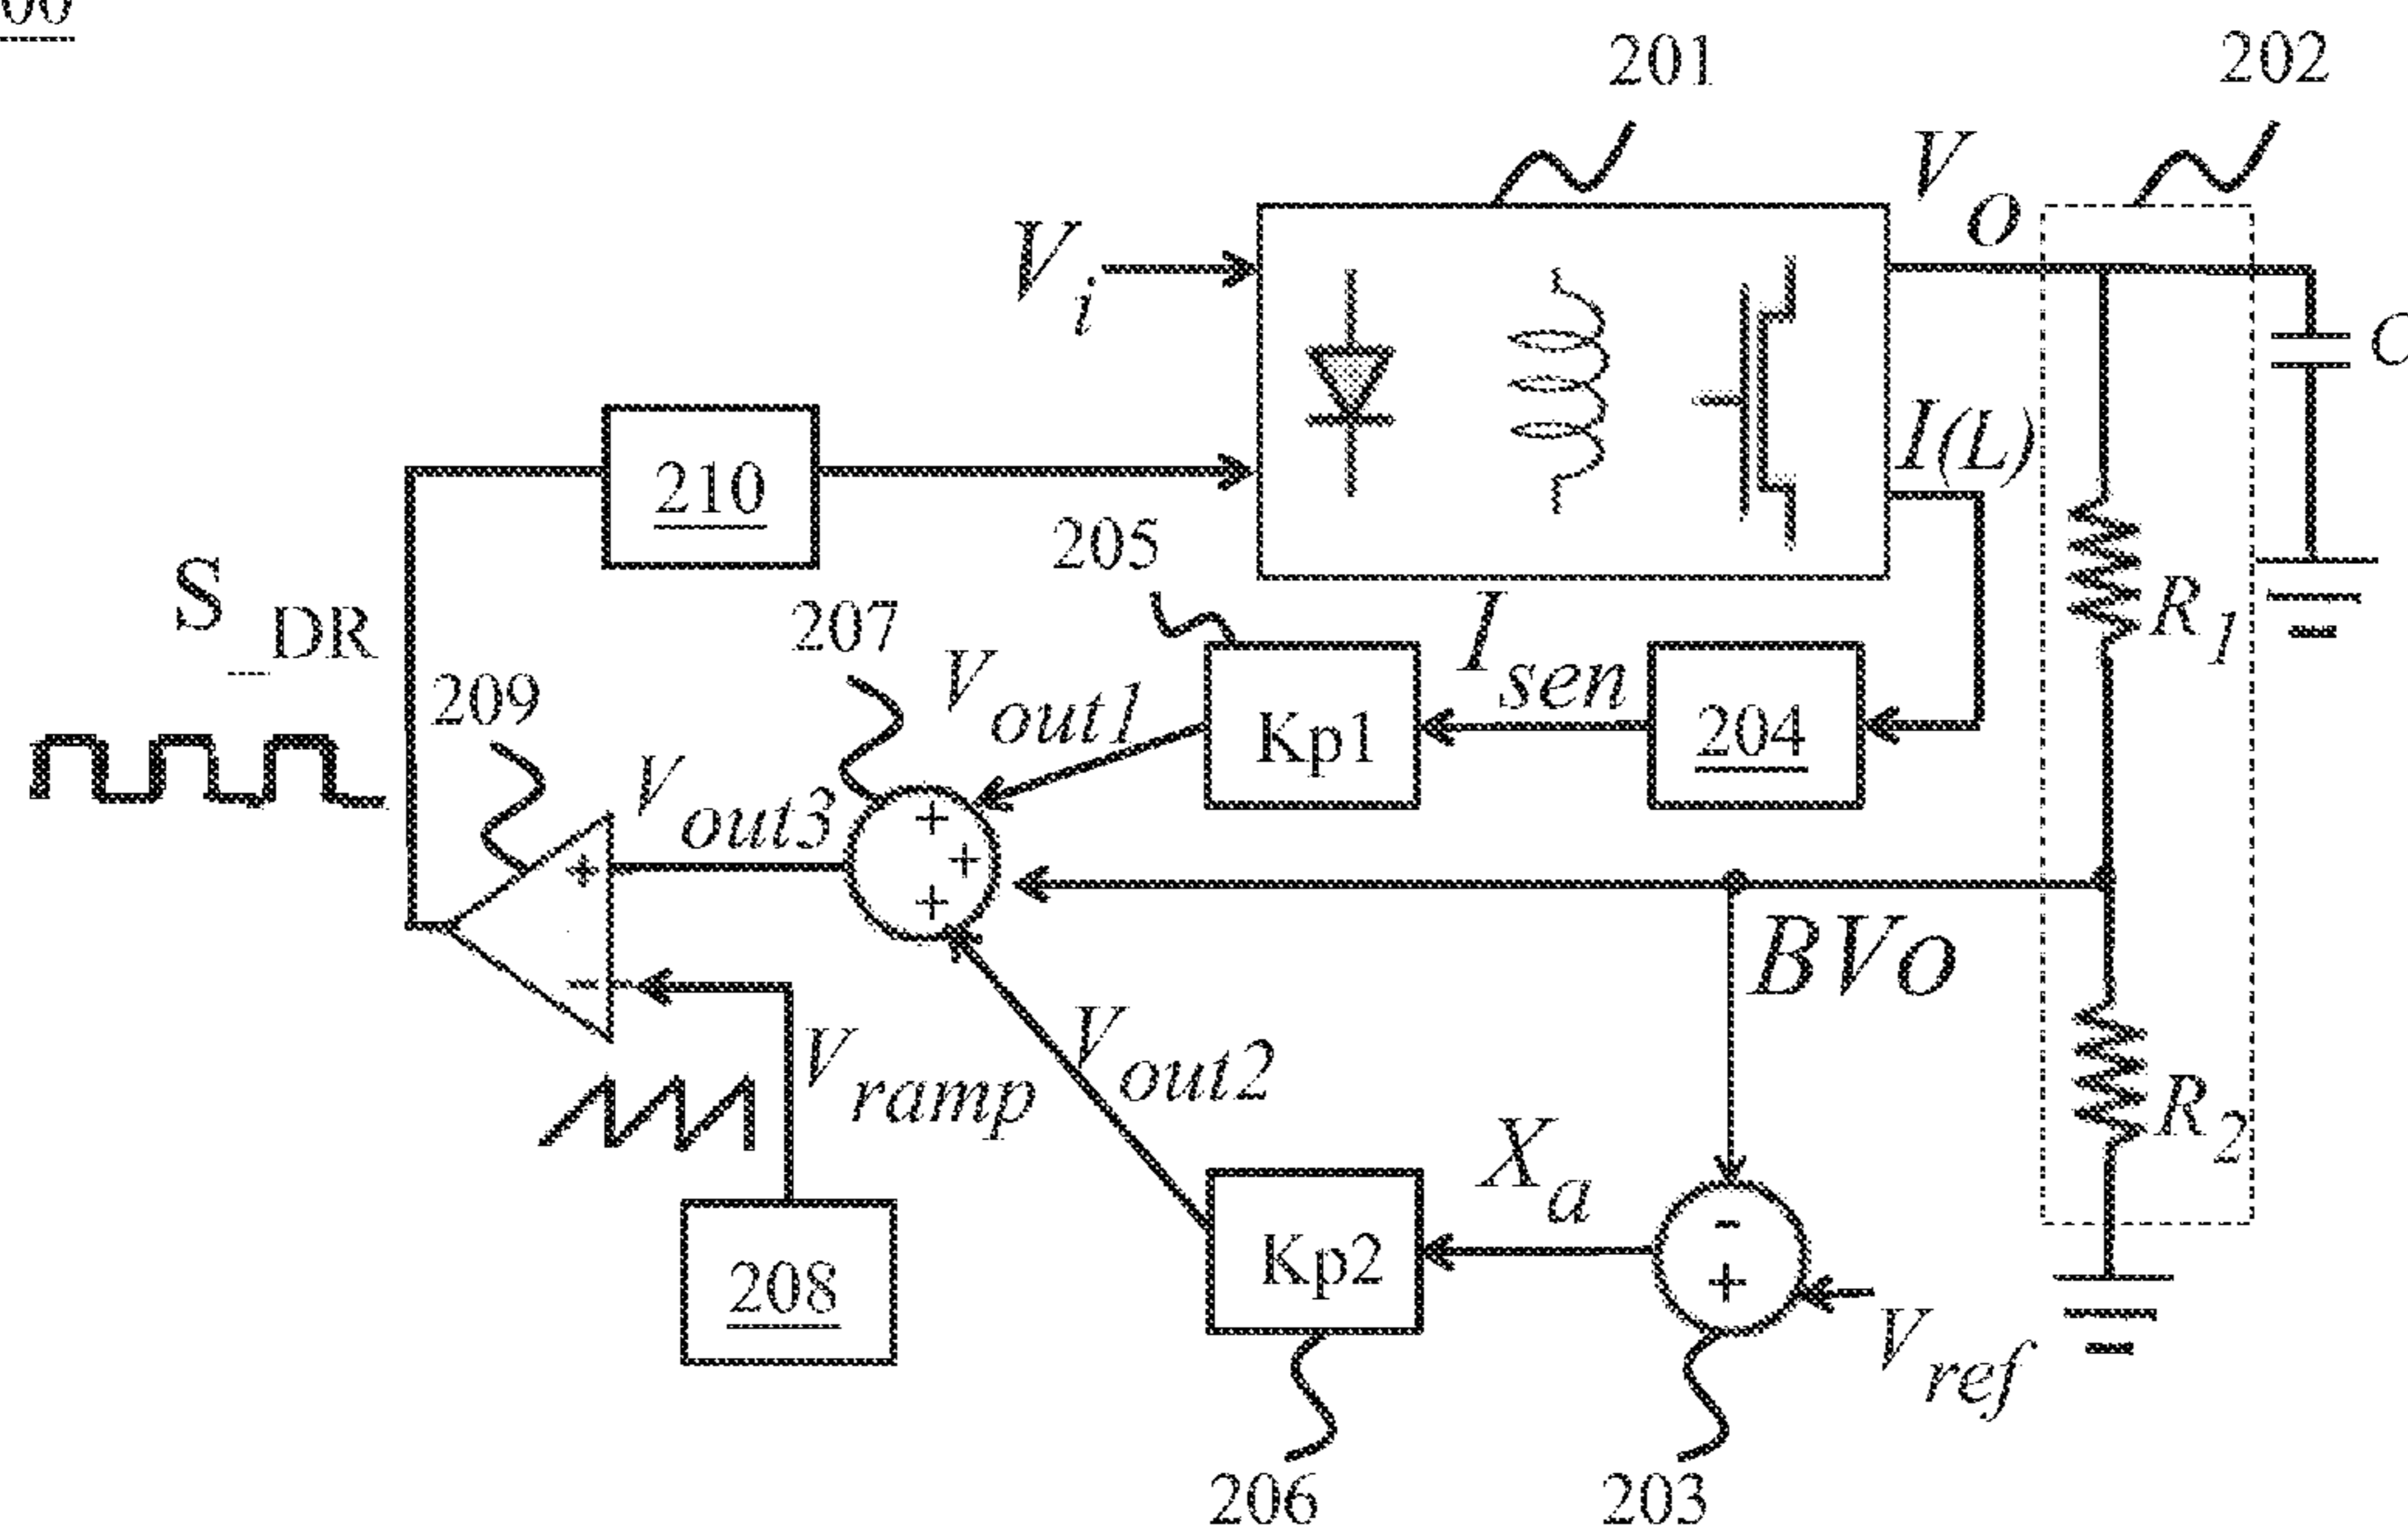 00
201
202
Vi
VO
C
210
I(L)
205
R1
S_DR
207
Vout1
Isen
209
Kp1
204
Vout3
+
+
+
+
-
BVO
Vramp
Vout2
R2
Xa
-
+
Kp2
208
Vref
206
203